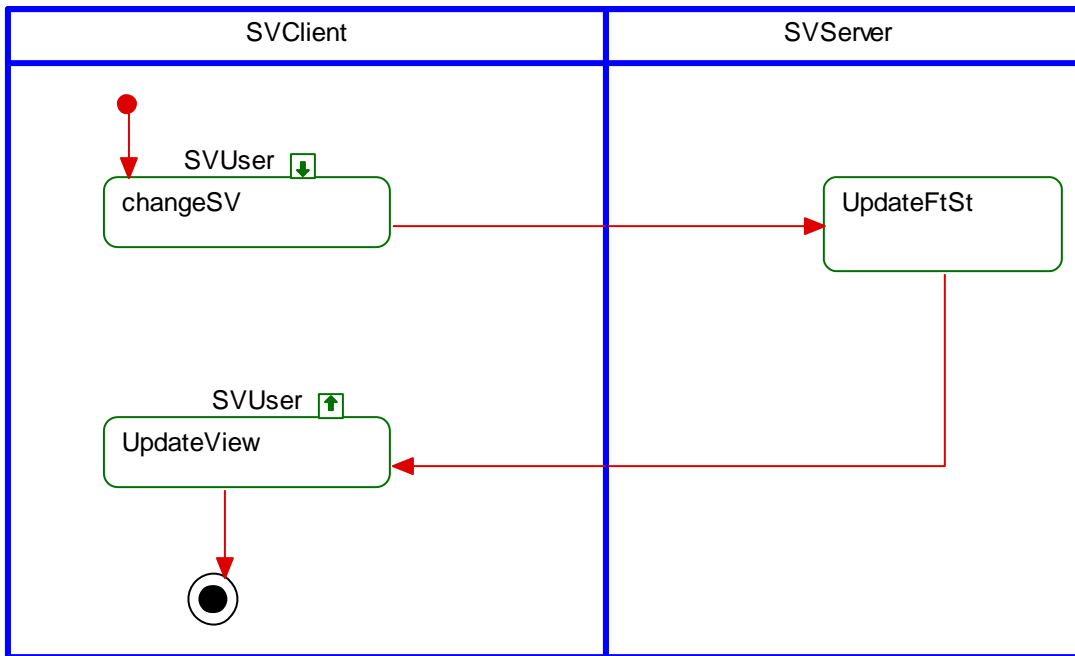 SVClient
SVServer
SVUser
changeSV
UpdateFtSt
SVUser
UpdateView